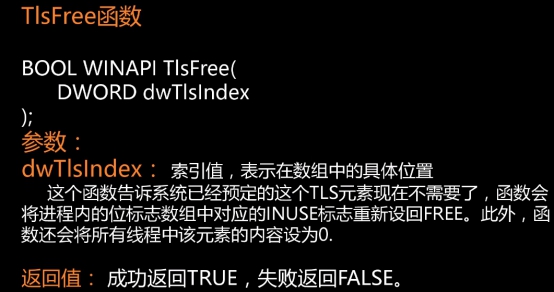 TlsFree函数
BOOL WINAPI TlsFree(
DWORD dwTlsIndex
);
参数：
dwTlsIndex： 索引值，表示在数组中的具体位置
这个函数告诉系统已经预定的这个TLS元素现在不需要了，函数会
将进程内的位标志数组中对应的INUSE标志重新设回FREE。此外，函
数还会将所有线程中该元素的内容设为0.
返回值： 成功返回TRUE，失败返回FALSE。